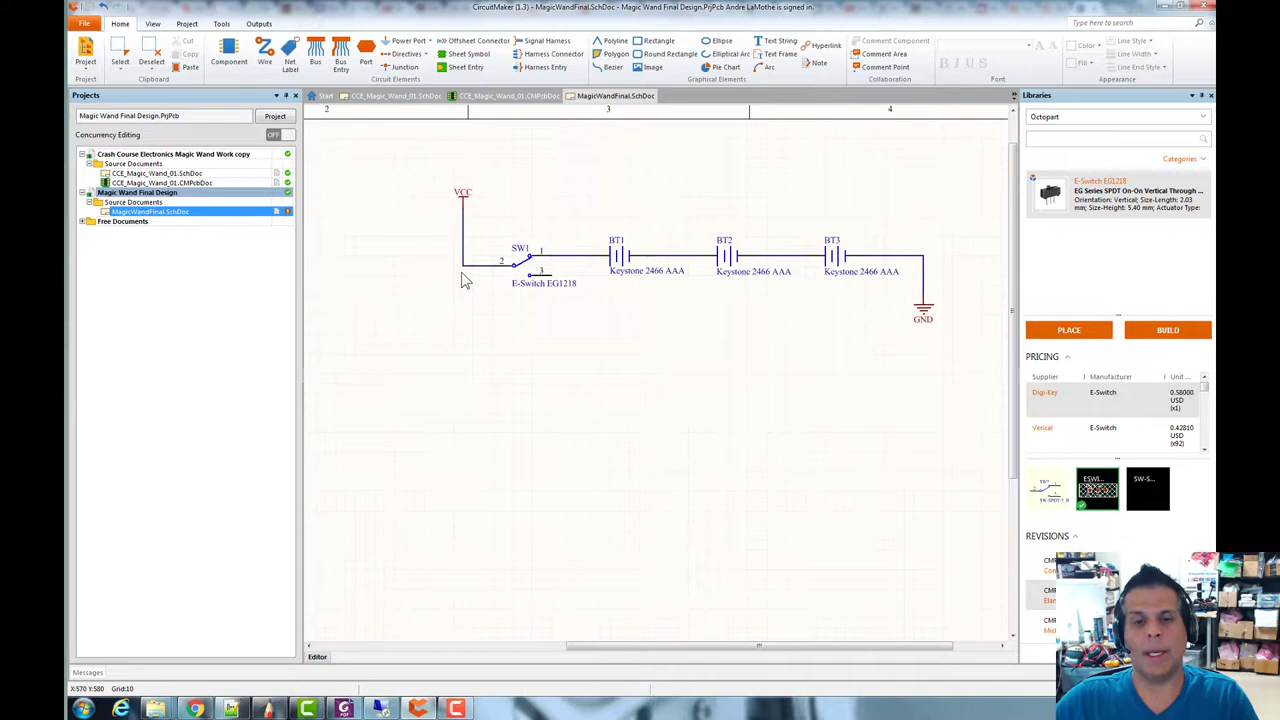 CircuitMaker (1.3) - MagicWandFinal.SchDoc - Magic Wand Final Design.PrjPcb Andre LaMothe is signed in.
File Home View Project Tools Outputs
Type here to search
Project Select Deselect Cut Copy Paste Component Wire Net Label Bus Bus Entry Port
Power Port Directives Junction Offsheet Connector Sheet Symbol Sheet Entry Signal Harness Harness Connector Harness Entry
Polyline Polygon Bezier Rectangle Round Rectangle Image Ellipse Elliptical Arc Pie Chart Text String Text Frame Arc Hyperlink Note
Comment Component Comment Area Comment Point
B I U S
Color Fill Line Style Line Width Line End Style
Project Clipboard Circuit Elements Graphical Elements Collaboration Font Appearance
Projects
Start CCE_Magic_Wand_01.SchDoc CCE_Magic_Wand_01.CMPcbDoc MagicWandFinal.SchDoc
Libraries
2 3 4
Magic Wand Final Design.PrjPcb Project
Concurrency Editing OFF
Crash Course Electronics Magic Wand Work copy
Source Documents
CCE_Magic_Wand_01.SchDoc
CCE_Magic_Wand_01.CMPcbDoc
Magic Wand Final Design
Source Documents
MagicWandFinal.SchDoc
Free Documents
VCC
SW1 1
2
3
E-Switch EG1218
BT1
Keystone 2466 AAA
BT2
Keystone 2466 AAA
BT3
Keystone 2466 AAA
GND
Octopart
Categories
E-Switch EG1218
EG Series SPDT On-On Vertical Through ...
Orientation: Vertical; Size-Length: 2.03
mm; Size-Height: 5.40 mm; Actuator Type:
PLACE BUILD
PRICING
Supplier Manufacturer Unit ...
Digi-Key E-Switch 0.58000 USD (x1)
Verical E-Switch 0.42810 USD (x92)
ESWI...
SW-S...
REVISIONS
Editor
Messages
X:570 Y:580 Grid:10